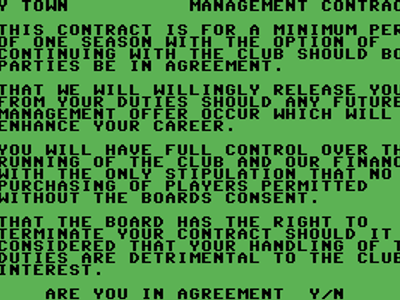 Y TOWN MANAGEMENT CONTRAC
THIS CONTRACT IS FOR A MINIMUM PER
OF ONE SEASON WITH THE OPTION OF
CONTINUING WITH THE CLUB SHOULD BO
PARTIES BE IN AGREEMENT.
THAT WE WILL WILLINGLY RELEASE YOU
FROM YOUR DUTIES SHOULD ANY FUTURE
MANAGEMENT OFFER OCCUR WHICH WILL
ENHANCE YOUR CAREER.
YOU WILL HAVE FULL CONTROL OVER TH
RUNNING OF THE CLUB AND OUR FINANC
WITH THE ONLY STIPULATION THAT NO
PURCHASING OF PLAYERS PERMITTED
WITHOUT THE BOARDS CONSENT.
THAT THE BOARD HAS THE RIGHT TO
TERMINATE YOUR CONTRACT SHOULD IT
CONSIDERED THAT YOUR HANDLING OF T
DUTIES ARE DETRIMENTAL TO THE CLUB
INTEREST.
ARE YOU IN AGREEMENT Y/N